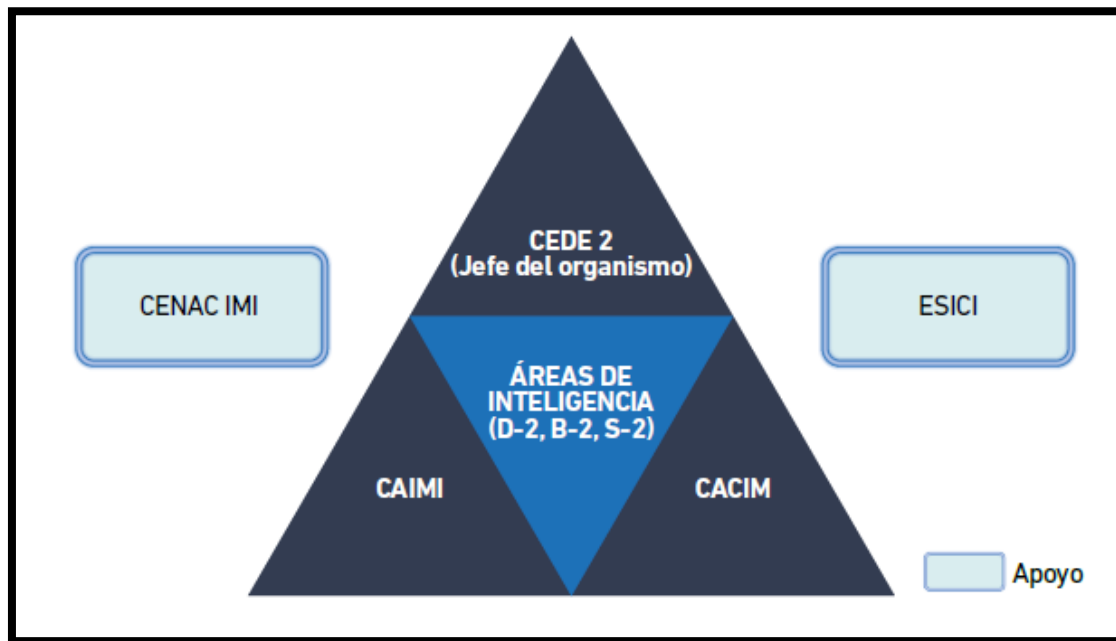 CEDE 2
(Jefe del organismo)
CENAC IMI
ESICI
ÁREAS DE
INTELIGENCIA
(D-2, B-2, S-2)
CAIMI
CACIM
Apoyo